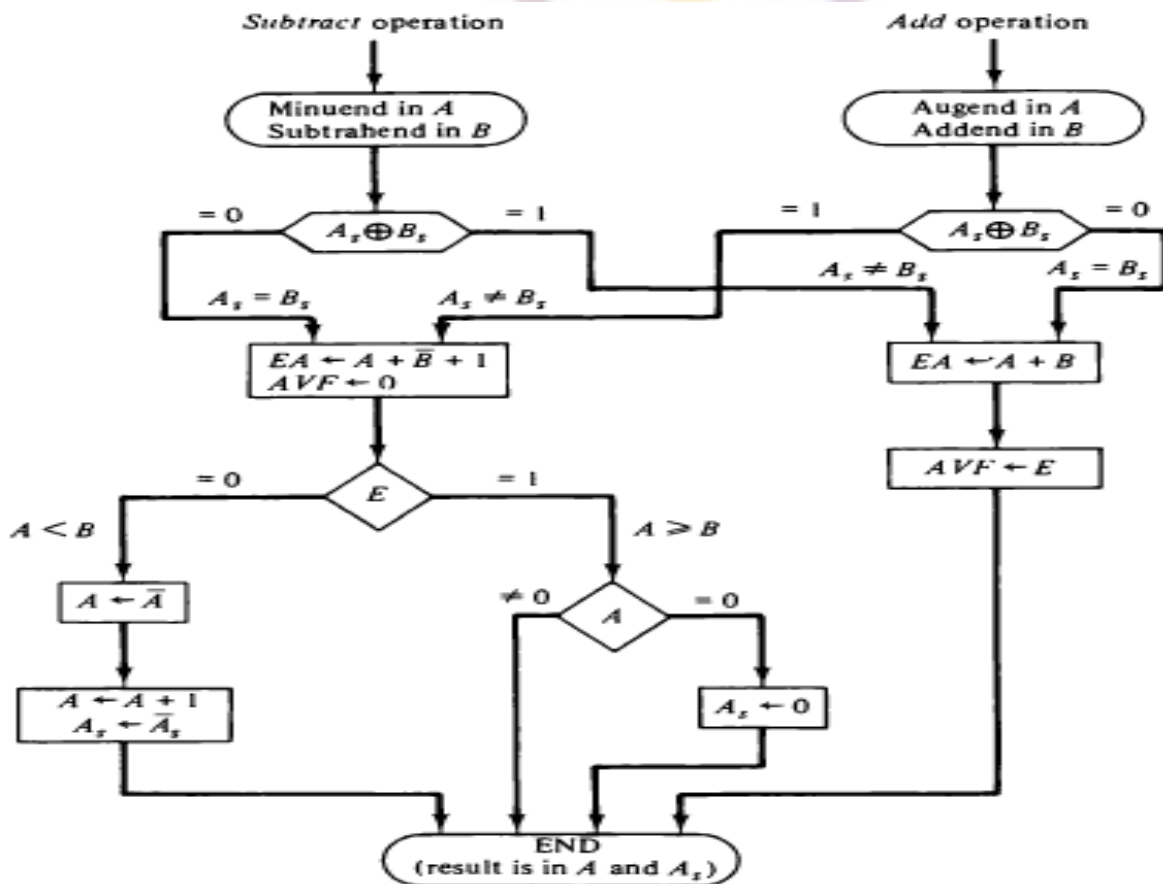 Subtract operation
Add operation
Minuend in A
Subtrahend in B
Augend in A
Addend in B
= 0
A_s ⊕ B_s
= 1
= 1
A_s ⊕ B_s
= 0
A_s = B_s
A_s ≠ B_s
A_s ≠ B_s
A_s = B_s
EA ← A + B̅ + 1
AVF ← 0
EA ← A + B
AVF ← E
= 0
E
= 1
A < B
A ≥ B
A ← A̅
≠ 0
A
= 0
A ← A + 1
A_s ← A̅_s
A_s ← 0
END
(result is in A and A_s)